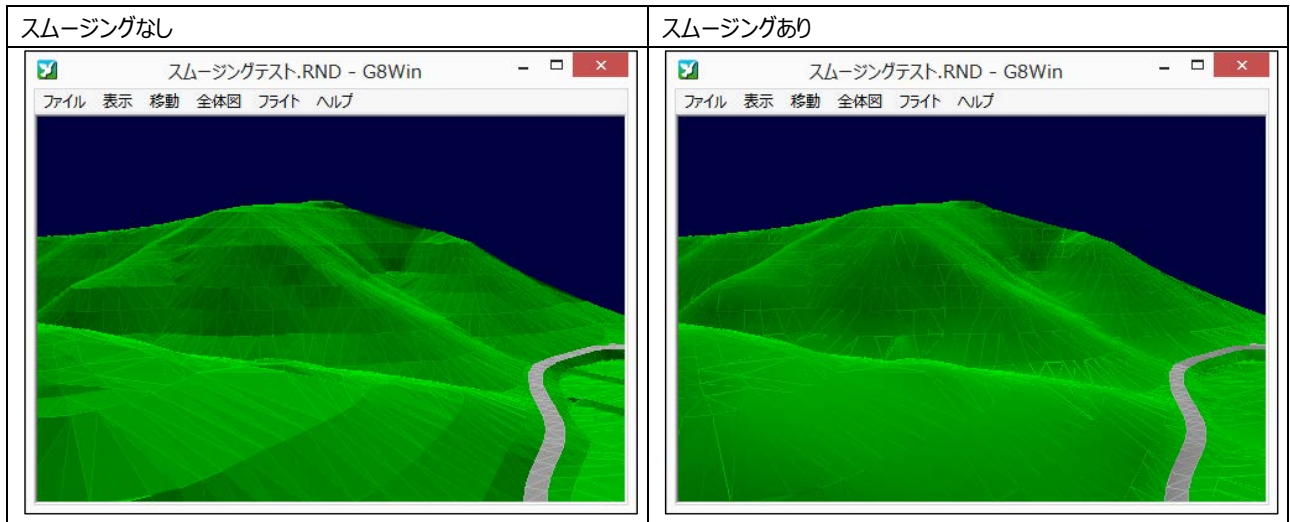 スムージングなし
スムージングテスト.RND - G8Win
ファイル 表示 移動 全体図 フライト ヘルプ
スムージングあり
スムージングテスト.RND - G8Win
ファイル 表示 移動 全体図 フライト ヘルプ